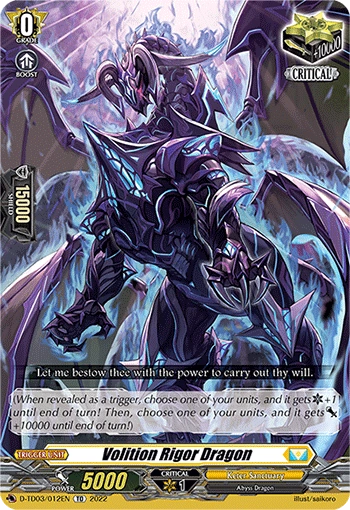 0
GRADE
BOOST
+10000
CRITICAL
15000
SHIELD
Let me bestow thee with the power to carry out thy will.
(When revealed as a trigger, choose one of your units, and it gets +1
until end of turn! Then, choose one of your units, and it gets
+10000 until end of turn!)
TRIGGER UNIT
Volition Rigor Dragon
POWER 5000
CRITICAL
1
Keter Sanctuary
Abyss Dragon
D-TD03/012EN TD 2022
illust/saikoro